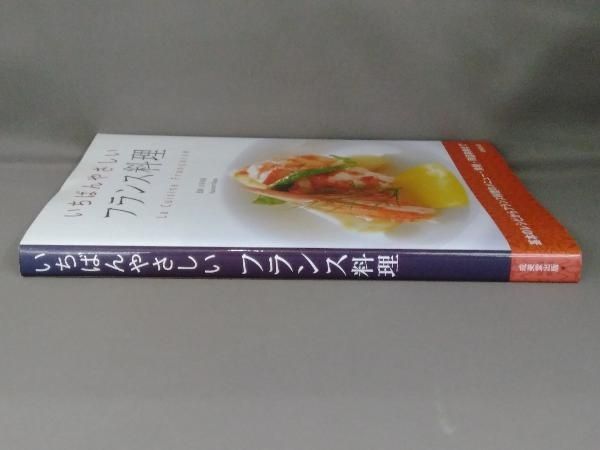 いちばんやさしい
フランス料理
La Cuisine Française
いちばんやさしい フランス料理
成美堂出版